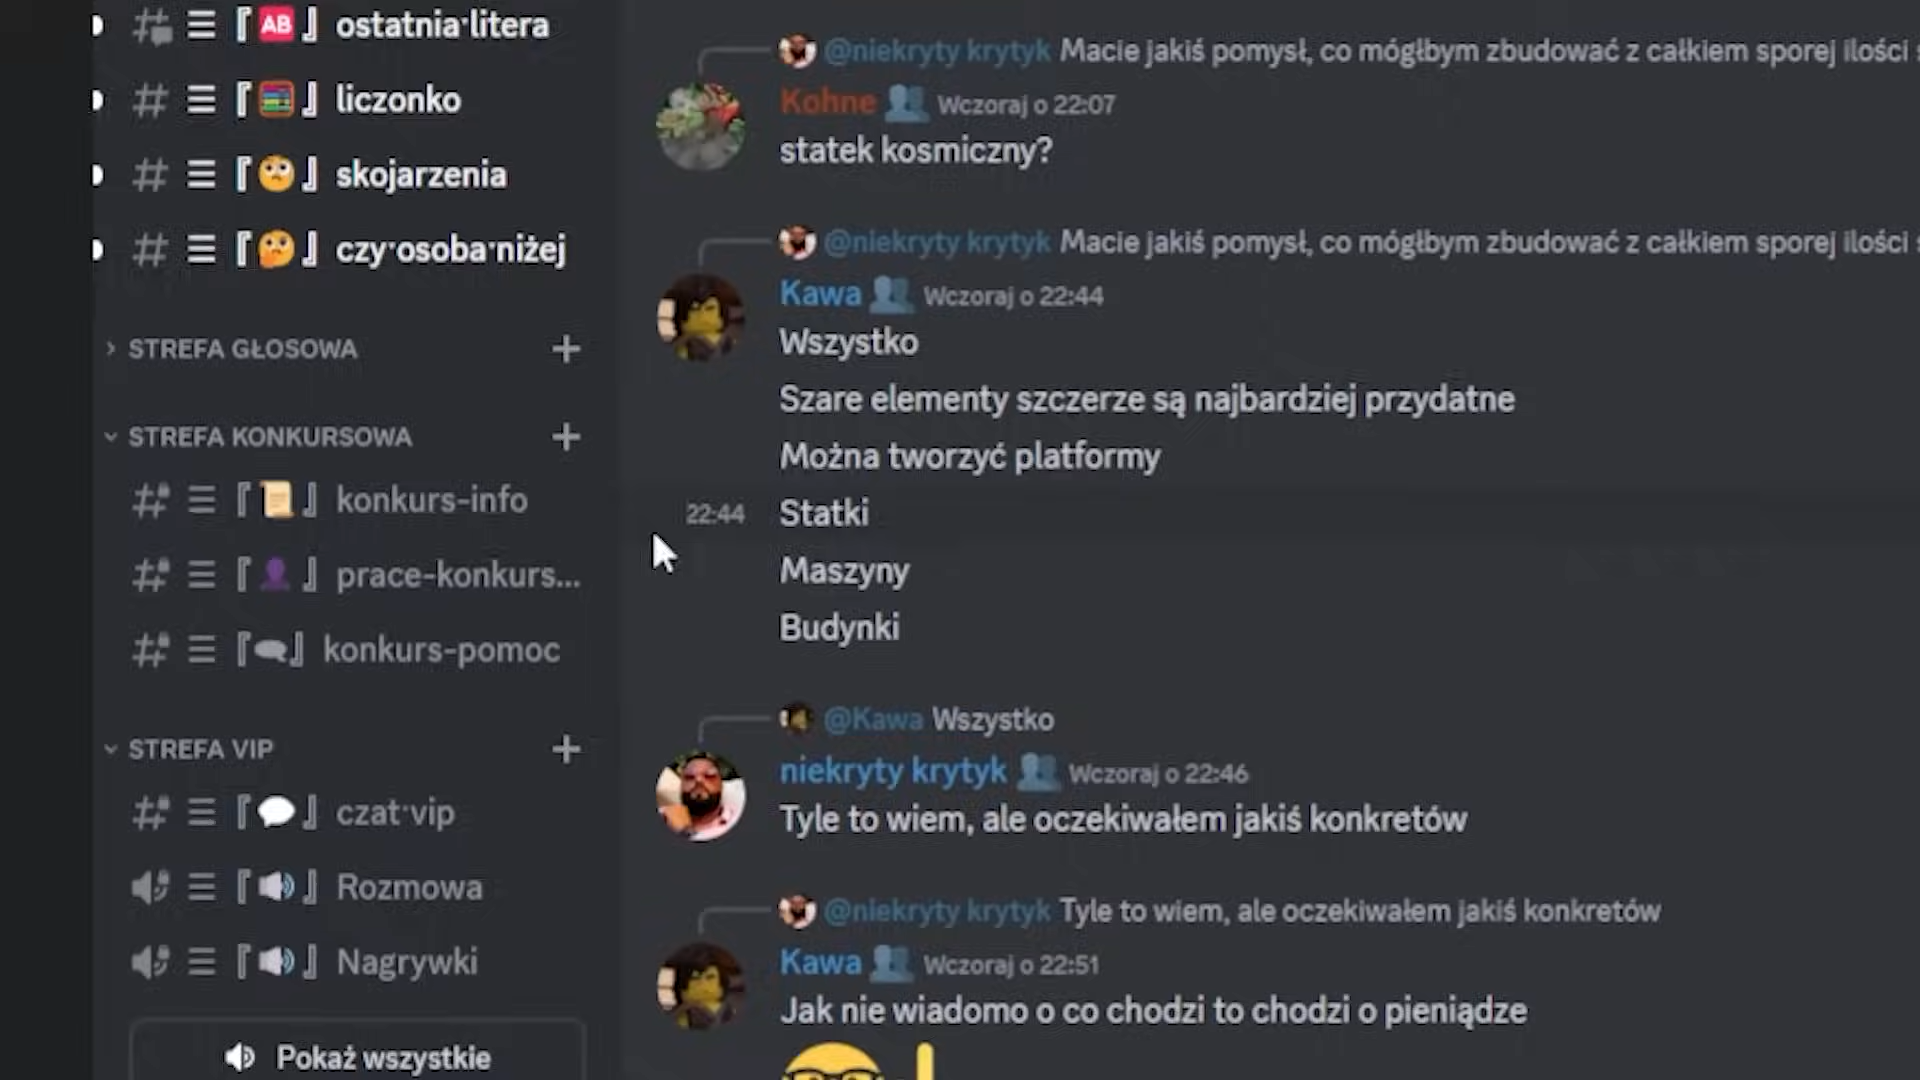 AB ostatnia·litera
liczonko
skojarzenia
czy·osoba·niżej
STREFA GŁOSOWA
STREFA KONKURSOWA
konkurs-info
prace-konkurs...
konkurs-pomoc
STREFA VIP
czat·vip
Rozmowa
Nagrywki
Pokaż wszystkie
@niekryty krytyk Macie jakiś pomysł, co mógłbym zbudować z całkiem sporej ilości
Kohne Wczoraj o 22:07
statek kosmiczny?
@niekryty krytyk Macie jakiś pomysł, co mógłbym zbudować z całkiem sporej ilości
Kawa Wczoraj o 22:44
Wszystko
Szare elementy szczerze są najbardziej przydatne
Można tworzyć platformy
22:44 Statki
Maszyny
Budynki
@Kawa Wszystko
niekryty krytyk Wczoraj o 22:46
Tyle to wiem, ale oczekiwałem jakiś konkretów
@niekryty krytyk Tyle to wiem, ale oczekiwałem jakiś konkretów
Kawa Wczoraj o 22:51
Jak nie wiadomo o co chodzi to chodzi o pieniądze